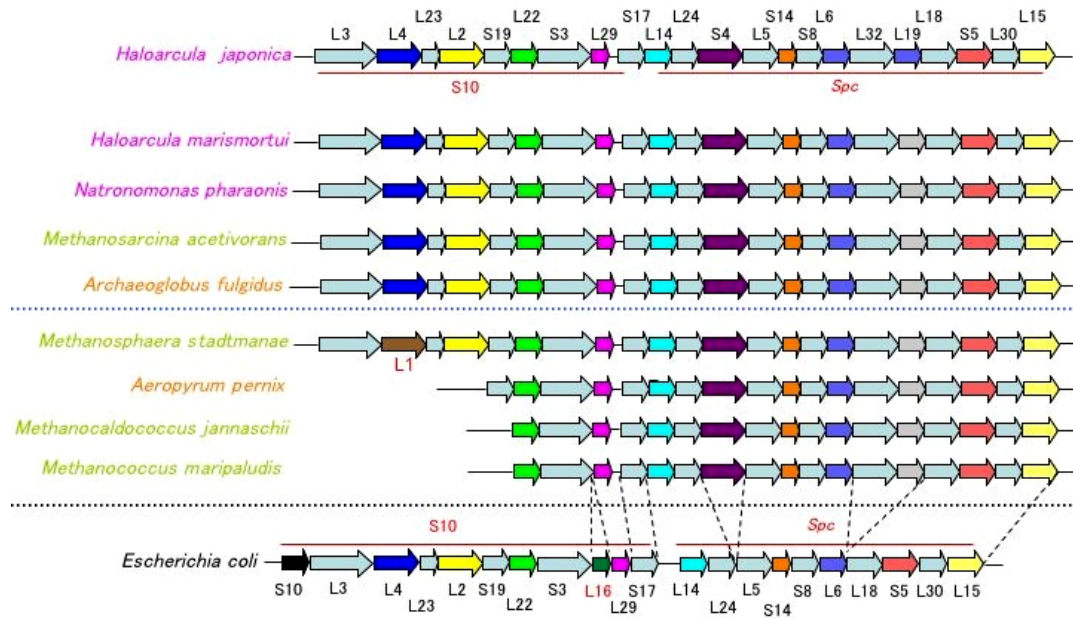 L3 L4 L23 L2 S19 L22 S3 L29 S17 L14 L24 S4 L5 S14 S8 L6 L32 L19 L18 S5 L30 L15
Haloarcula japonica
S10 Spc
Haloarcula marismortui
Natronomonas pharaonis
Methanosarcina acetivorans
Archaeoglobus fulgidus
Methanosphaera stadtmanae
L1
Aeropyrum pernix
Methanocaldococcus jannaschii
Methanococcus maripaludis
S10 Spc
Escherichia coli
S10 L3 L4 L23 L2 S19 L22 S3 L16 L29 S17 L14 L24 L5 S14 S8 L6 L18 S5 L30 L15